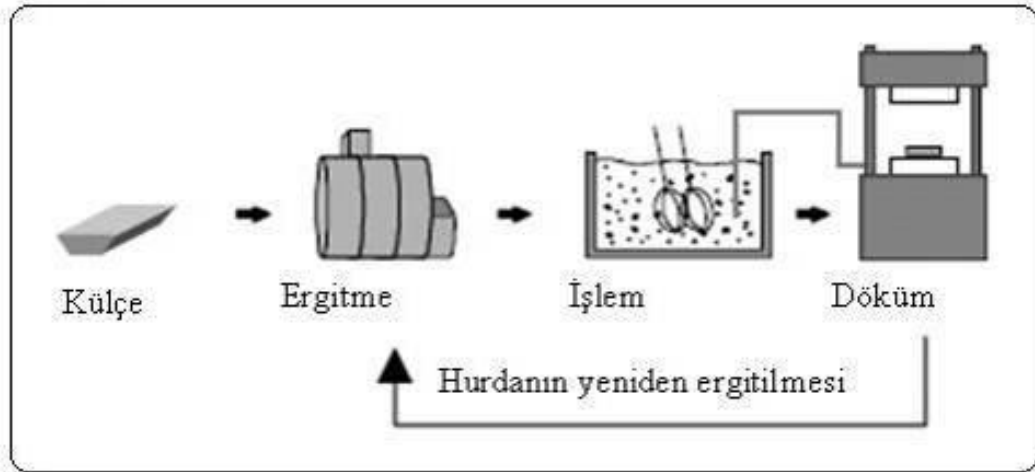 Külçe
Ergitme
İşlem
Döküm
Hurdanın yeniden ergitilmesi